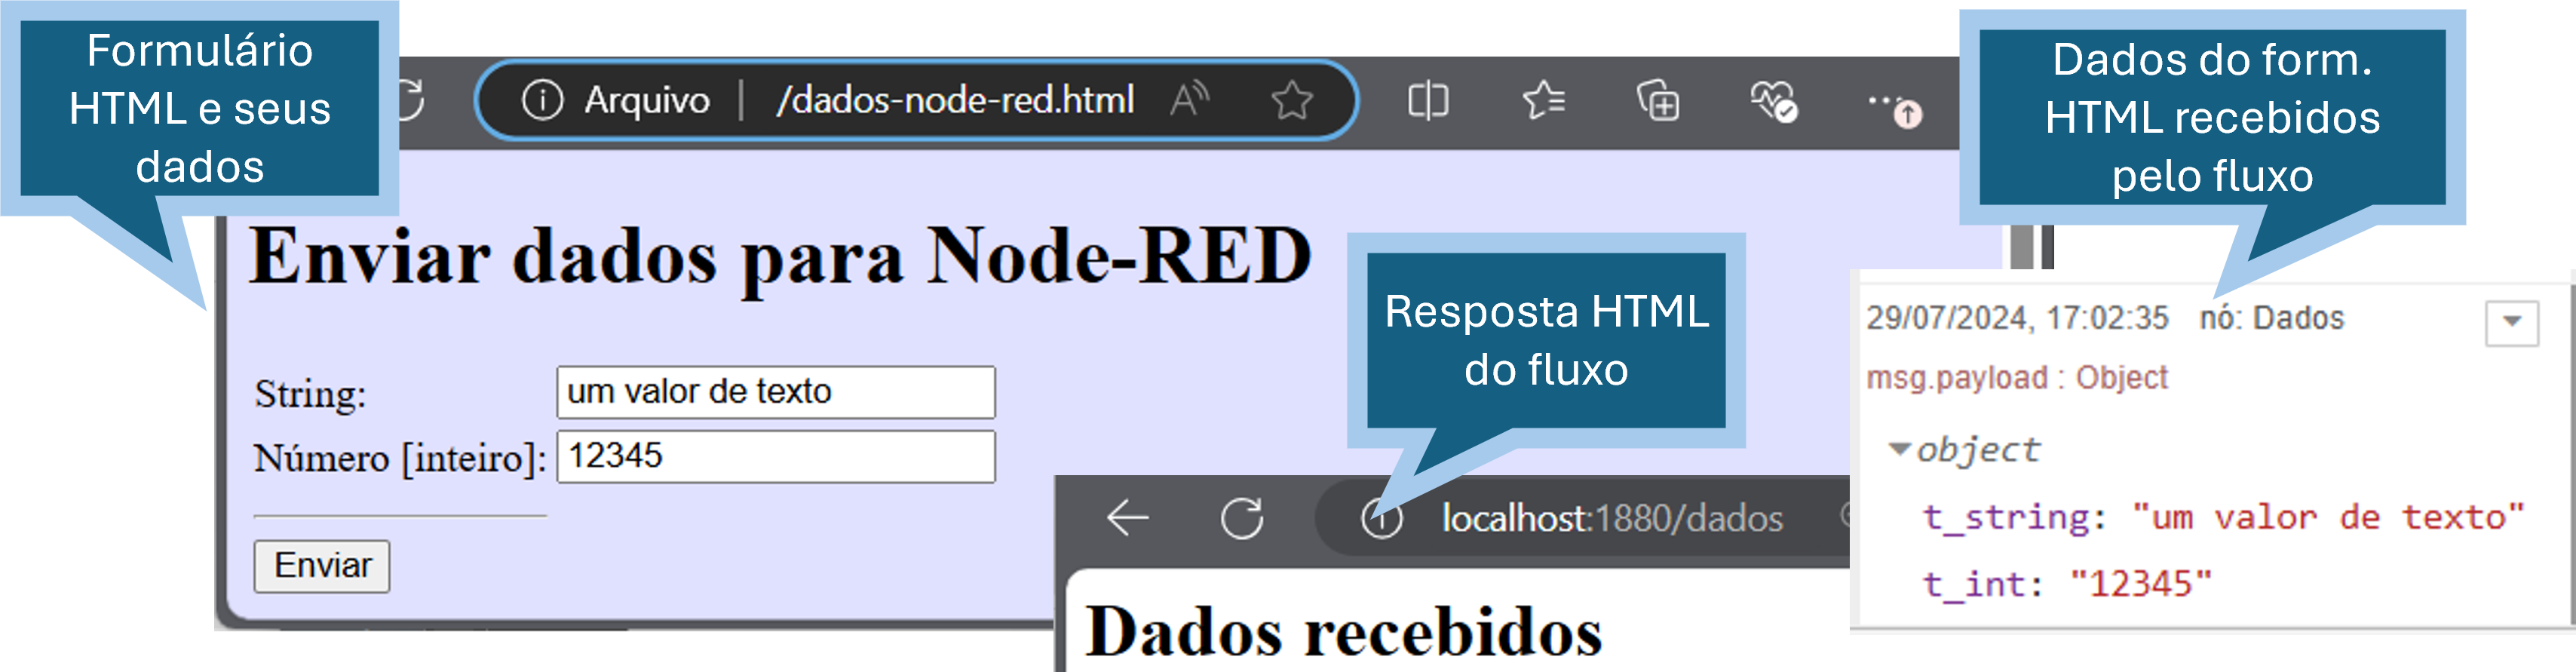 Formulário
HTML e seus
dados
Arquivo | /dados-node-red.html
Dados do form.
HTML recebidos
pelo fluxo
Enviar dados para Node-RED
String: um valor de texto
Número [inteiro]: 12345
Enviar
Resposta HTML
do fluxo
localhost:1880/dados
Dados recebidos
29/07/2024, 17:02:35 nó: Dados
msg.payload : Object
object
t_string: "um valor de texto"
t_int: "12345"